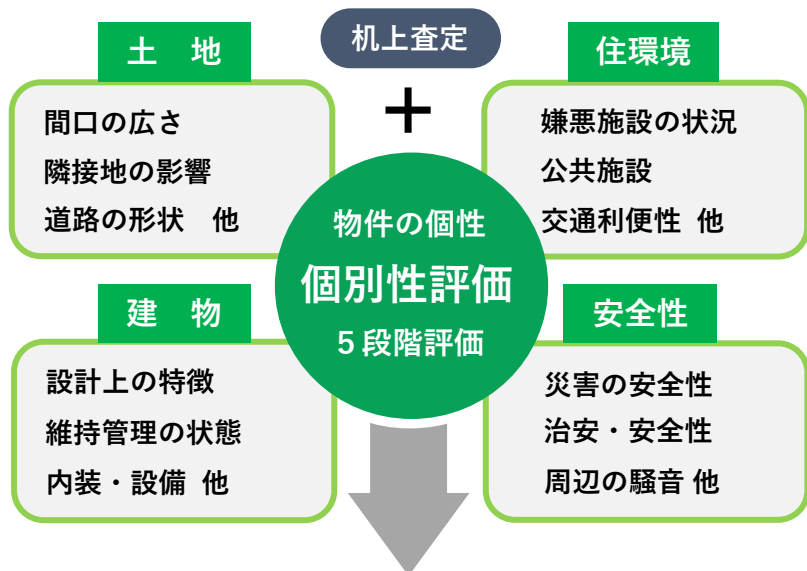 机上査定
+
土　地
間口の広さ
隣接地の影響
道路の形状　他
住環境
嫌悪施設の状況
公共施設
交通利便性 他
物件の個性
個別性評価
5段階評価
建　物
設計上の特徴
維持管理の状態
内装・設備 他
安全性
災害の安全性
治安・安全性
周辺の騒音 他